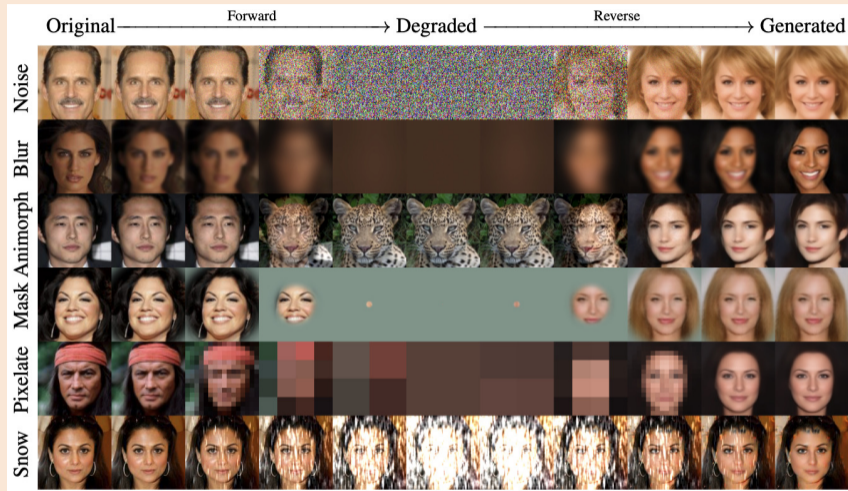 Original Forward Degraded Reverse Generated
Noise
Blur
Animorph
Mask
Pixelate
Snow